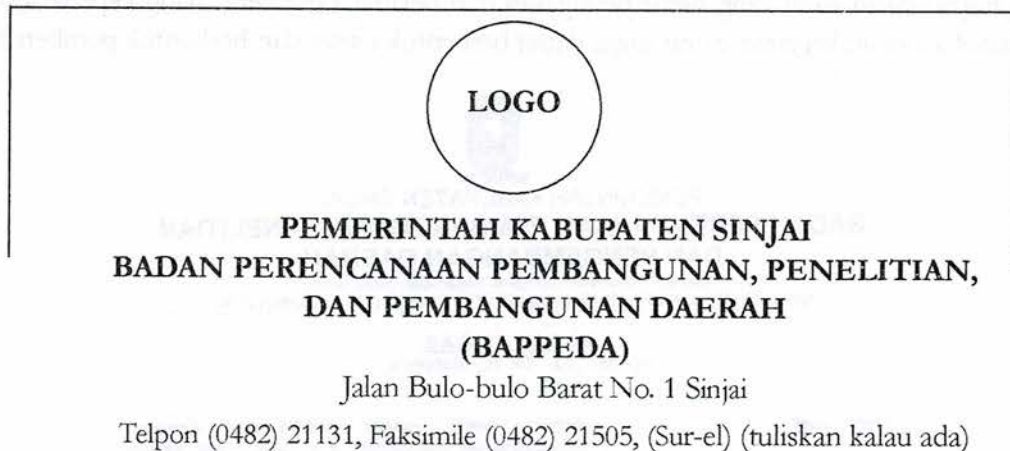 LOGO
PEMERINTAH KABUPATEN SINJAI
BADAN PERENCANAAN PEMBANGUNAN, PENELITIAN,
DAN PEMBANGUNAN DAERAH
(BAPPEDA)
Jalan Bulo-bulo Barat No. 1 Sinjai
Telpon (0482) 21131, Faksimile (0482) 21505, (Sur-el) (tuliskan kalau ada)